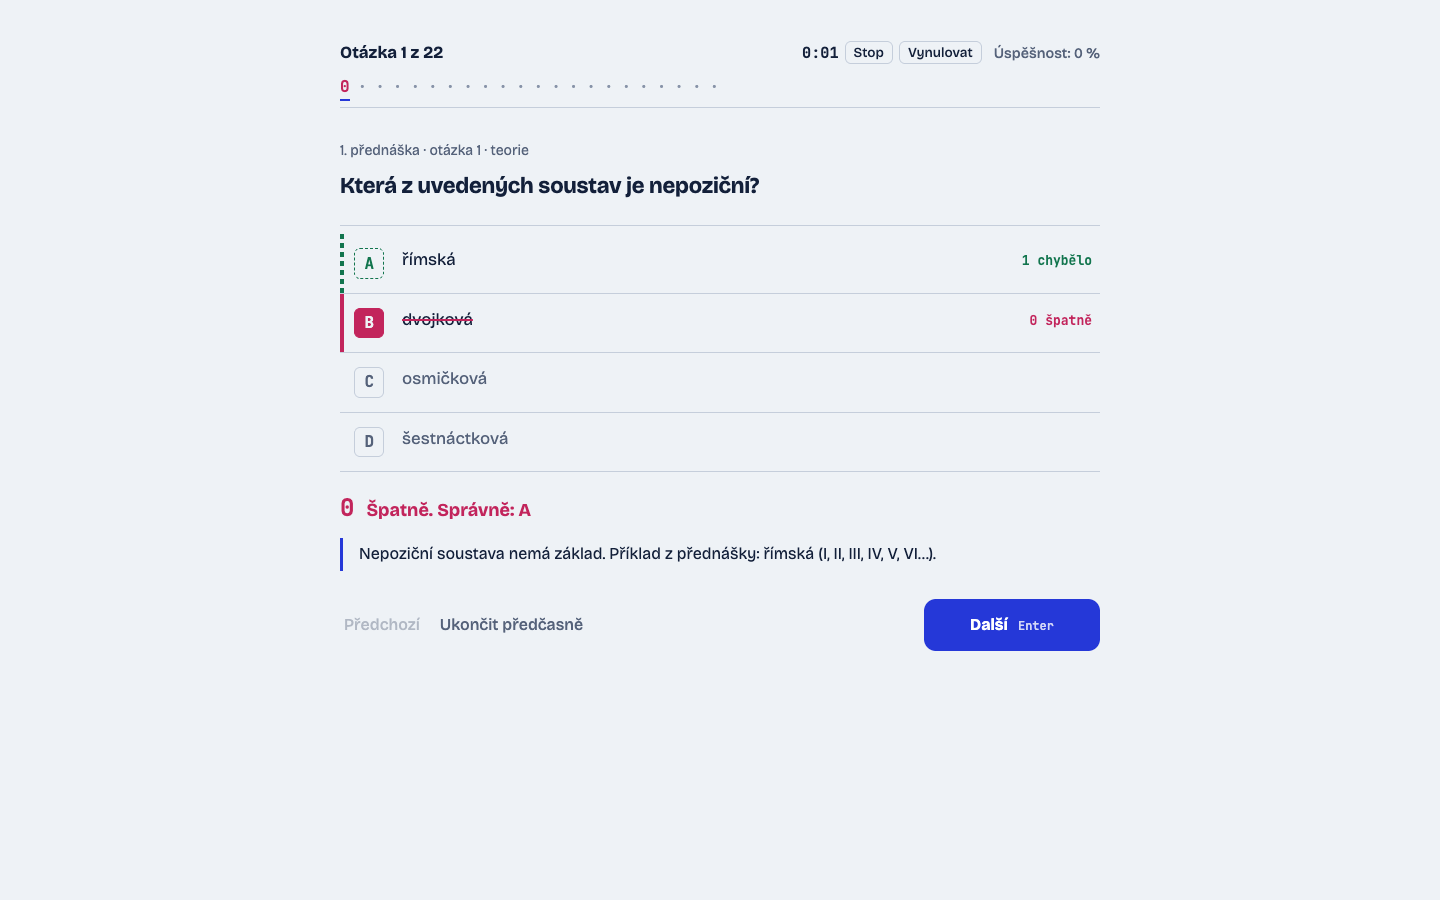 Otázka 1 z 22
0:01 Stop Vynulovat Úspěšnost: 0 %
0 · · · · · · · · · · · · · · · · · · · · ·
1. přednáška · otázka 1 · teorie
Která z uvedených soustav je nepoziční?
A římská 1 chybělo
B dvojková 0 špatně
C osmičková
D šestnáctková
0 Špatně. Správně: A
Nepoziční soustava nemá základ. Příklad z přednášky: římská (I, II, III, IV, V, VI…).
Předchozí Ukončit předčasně Další Enter